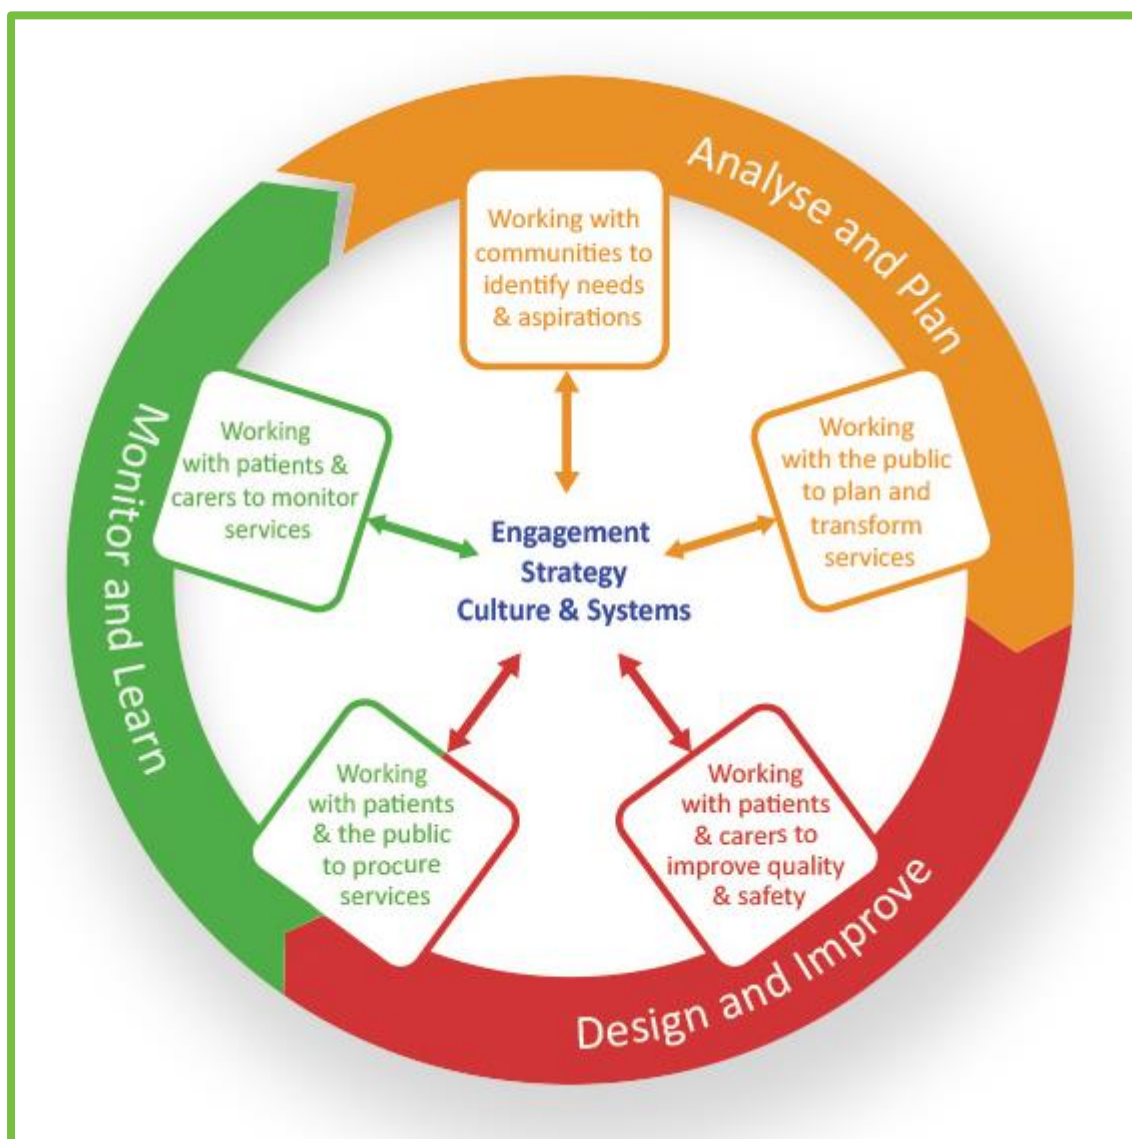 Analyse and Plan
Working with
communities to
identify needs
& aspirations
Working
with the public
to plan and
transform
services
Working
with patients &
carers to monitor
services
Monitor and Learn
Engagement
Strategy
Culture & Systems
Working
with patients
& the public
to procure
services
Working
with patients
& carers to
improve quality
& safety
Design and Improve